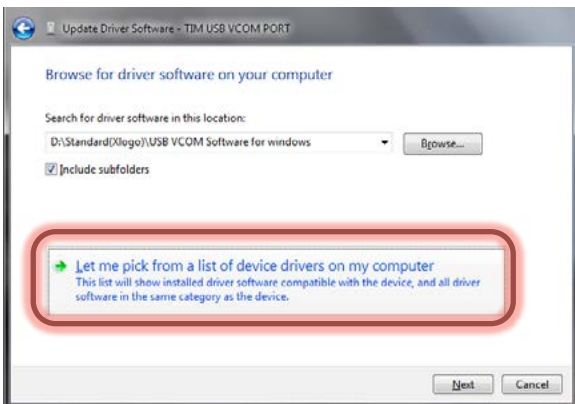 Update Driver Software - TIM USB VCOM PORT
Browse for driver software on your computer
Search for driver software in this location:
D:\Standard(Xlogo)\USB VCOM Software for windows
Browse...
Include subfolders
Let me pick from a list of device drivers on my computer
This list will show installed driver software compatible with the device, and all driver
software in the same category as the device.
Next Cancel